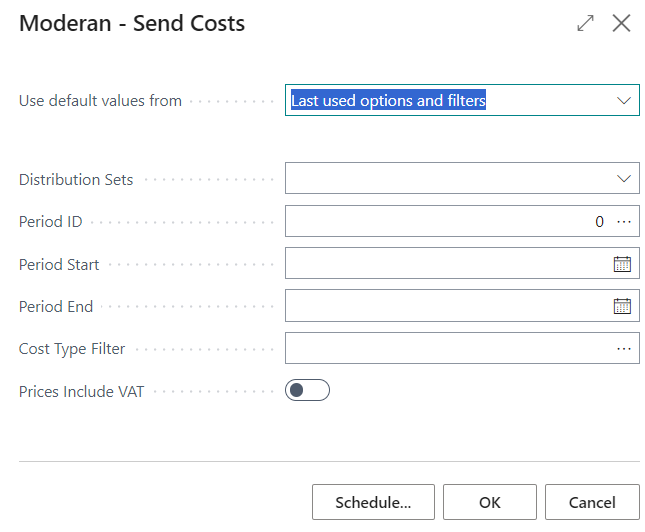 Moderan - Send Costs
Use default values from
Last used options and filters
Distribution Sets
Period ID
0
Period Start
Period End
Cost Type Filter
Prices Include VAT
Schedule...
OK
Cancel